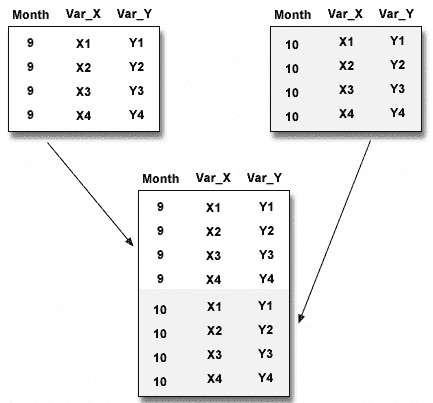 Month Var_X Var_Y
9 X1 Y1
9 X2 Y2
9 X3 Y3
9 X4 Y4
Month Var_X Var_Y
10 X1 Y1
10 X2 Y2
10 X3 Y3
10 X4 Y4
Month Var_X Var_Y
9 X1 Y1
9 X2 Y2
9 X3 Y3
9 X4 Y4
10 X1 Y1
10 X2 Y2
10 X3 Y3
10 X4 Y4